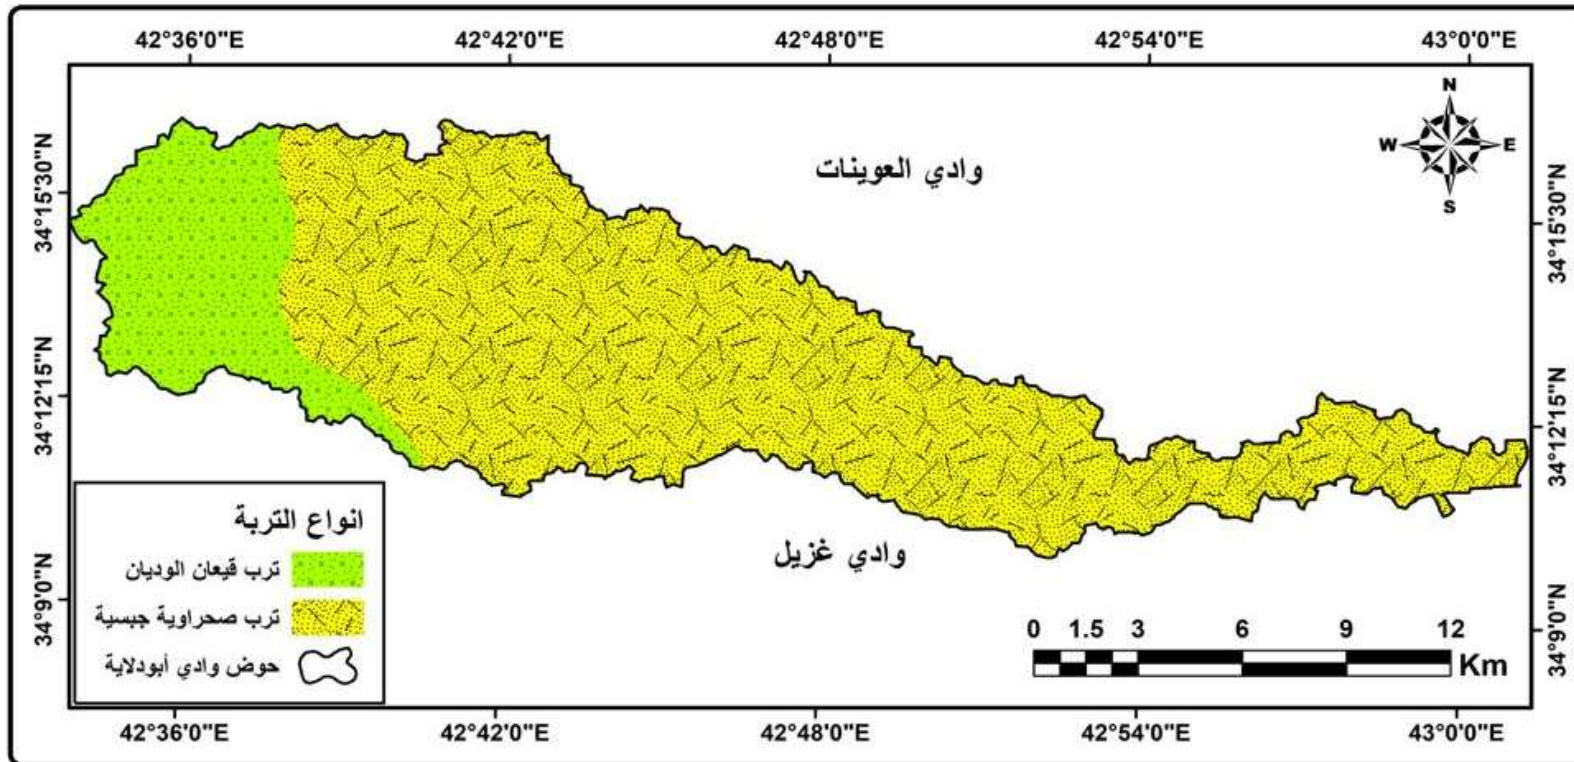 42°36'0"E 42°42'0"E 42°48'0"E 42°54'0"E 43°0'0"E
N
W E
S
34°15'30"N
34°15'30"N
وادي العوينات
34°12'15"N
34°12'15"N
34°9'0"N
34°9'0"N
وادي غزيل
انواع التربة
ترب قيعان الوديان
ترب صحراوية جبسية
حوض وادي أبودلاية
0 1.5 3 6 9 12
Km
42°36'0"E 42°42'0"E 42°48'0"E 42°54'0"E 43°0'0"E